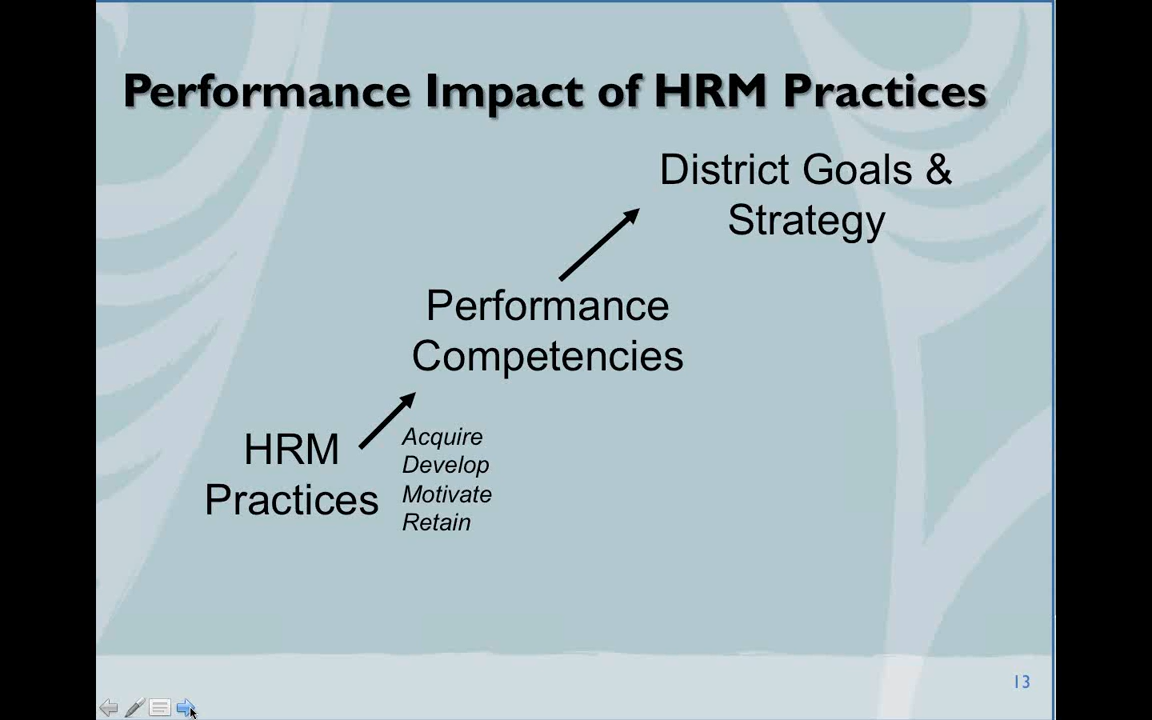 Performance Impact of HRM Practices
District Goals &
Strategy
Performance
Competencies
HRM
Practices
Acquire
Develop
Motivate
Retain
13